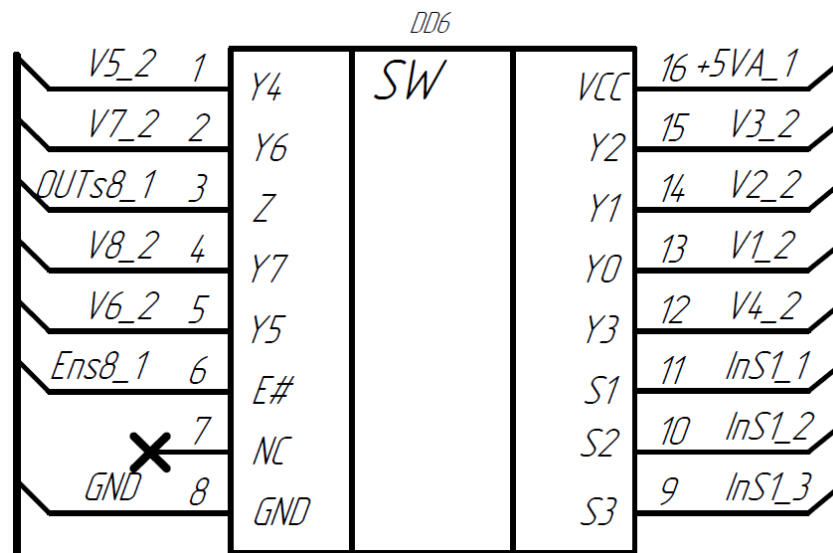 DD6
V5_2 1 Y4 SW VCC 16 +5VA_1
V7_2 2 Y6 Y2 15 V3_2
OUTs8_1 3 Z Y1 14 V2_2
V8_2 4 Y7 Y0 13 V1_2
V6_2 5 Y5 Y3 12 V4_2
Ens8_1 6 E# S1 11 InS1_1
7 NC S2 10 InS1_2
GND 8 GND S3 9 InS1_3